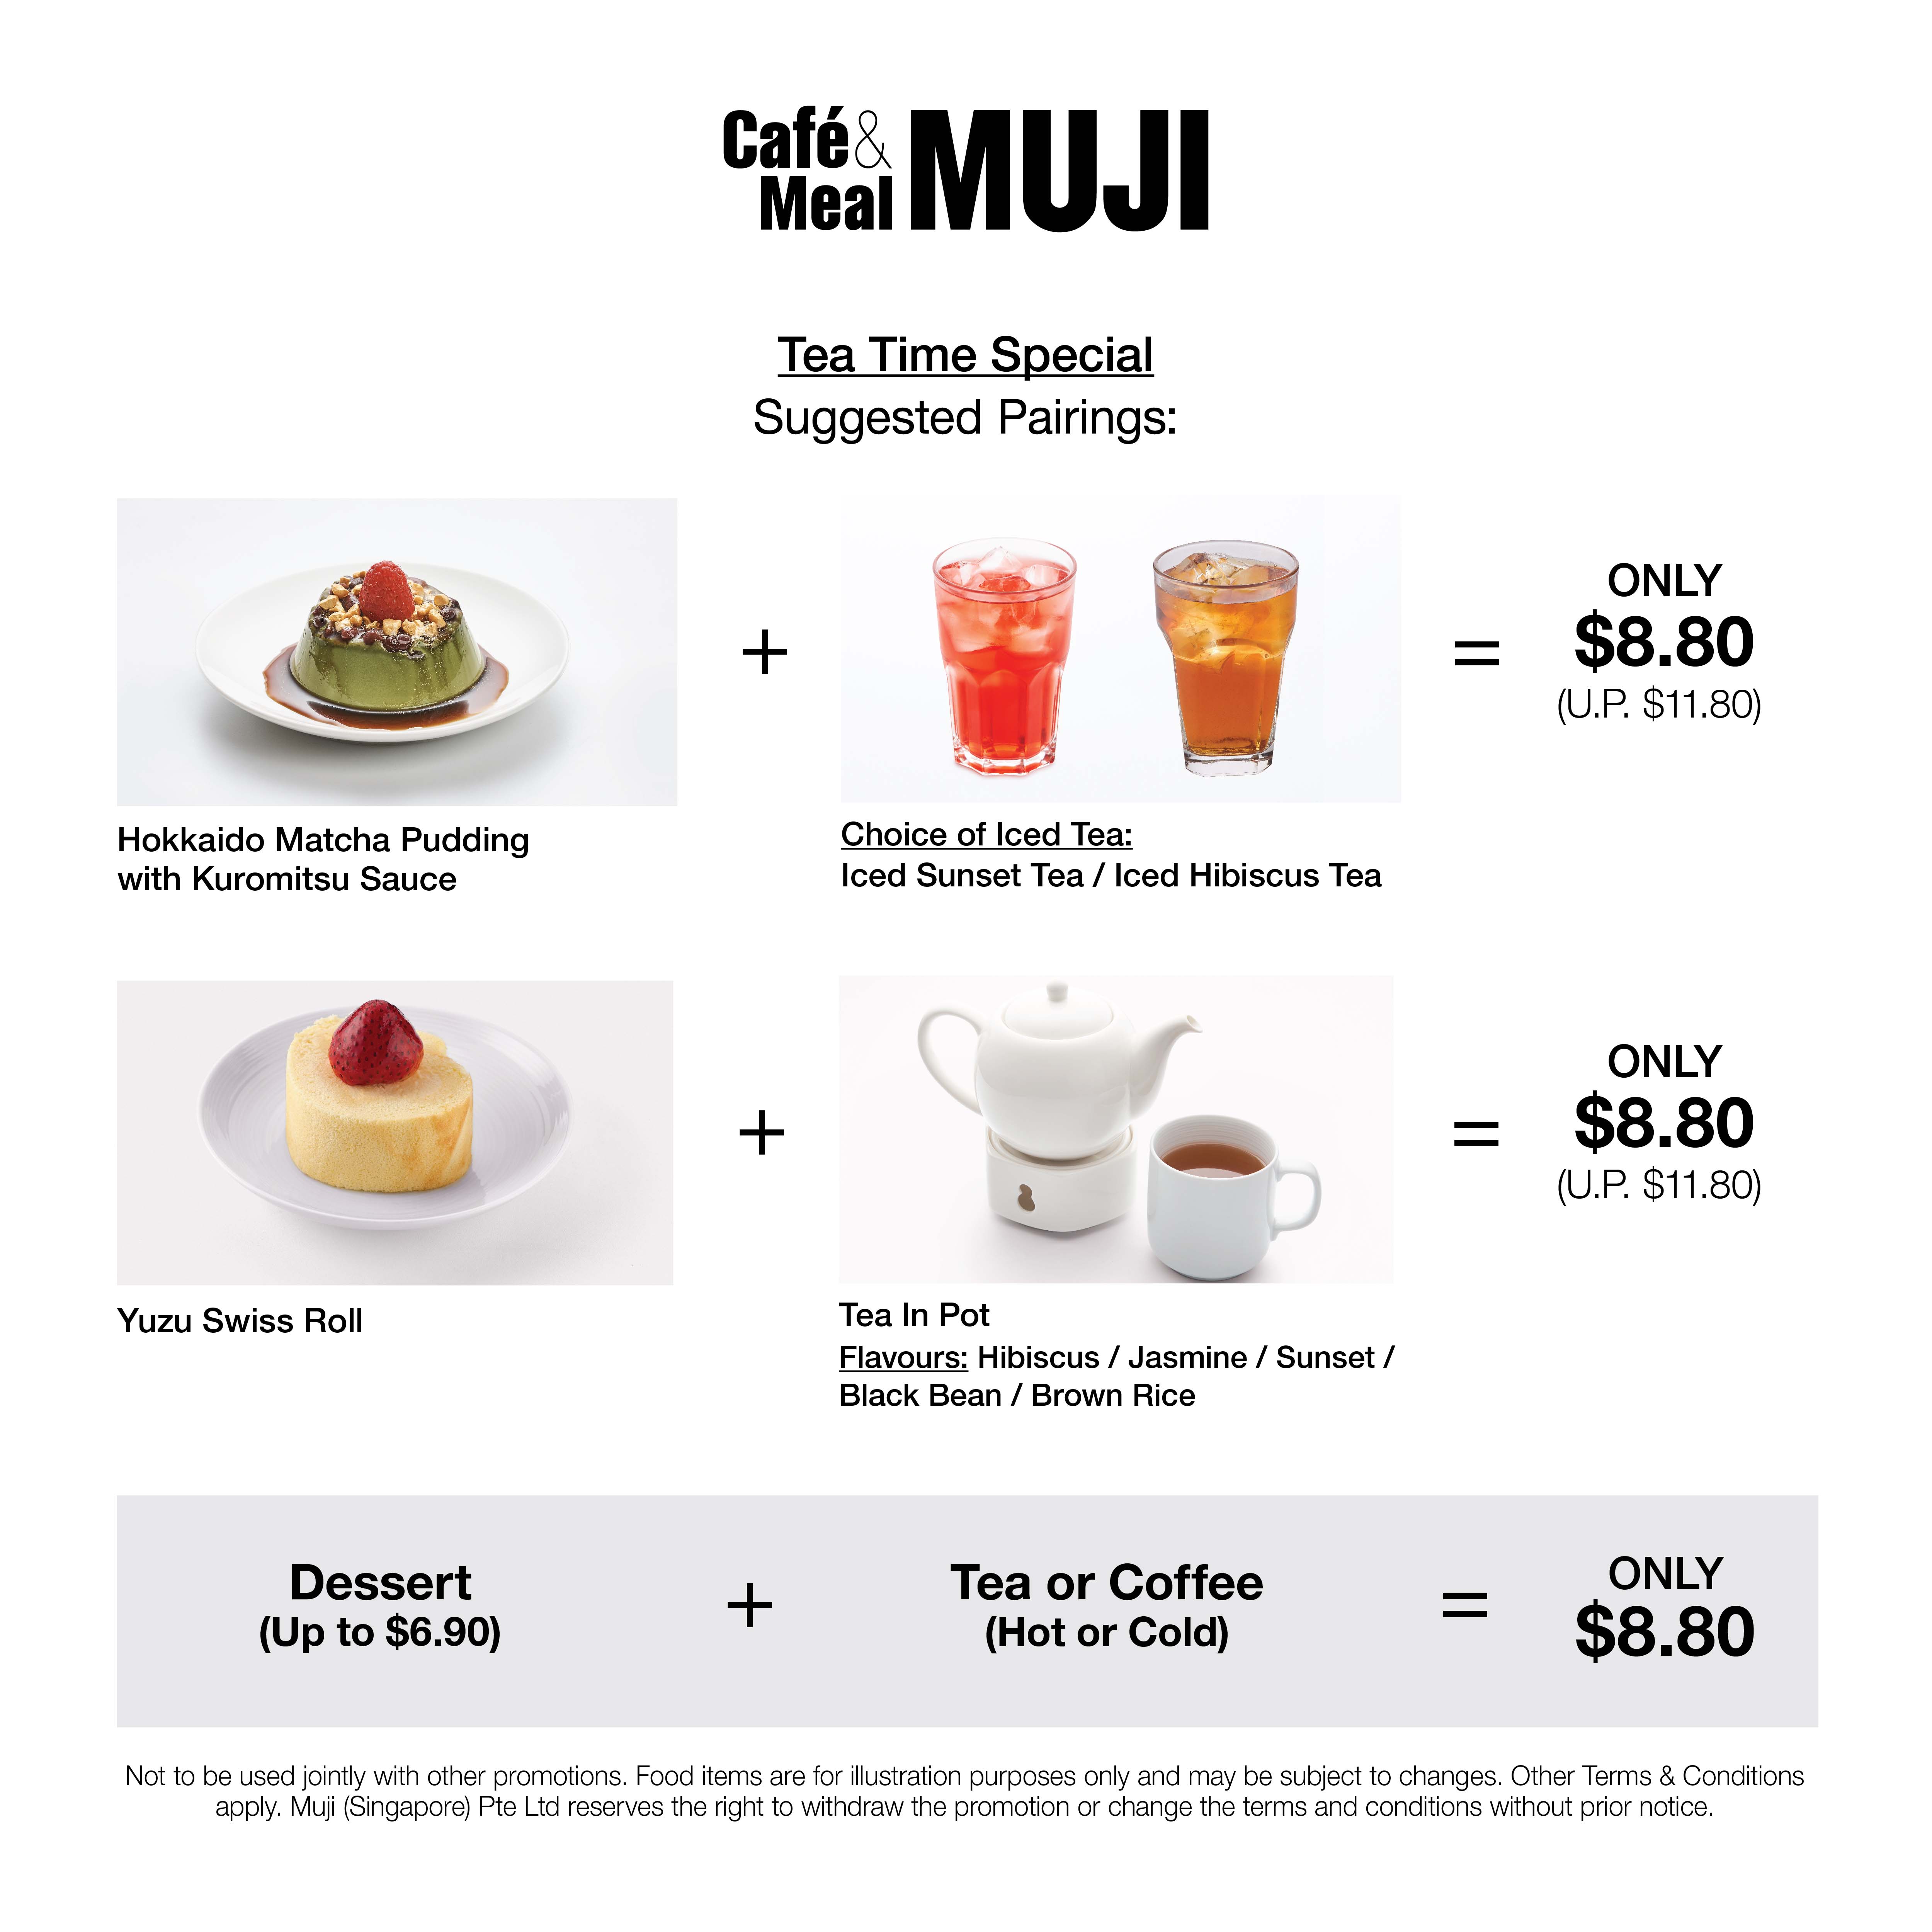 Café &
Meal MUJI
Tea Time Special
Suggested Pairings:
+
=
ONLY
$8.80
(U.P. $11.80)
Hokkaido Matcha Pudding
with Kuromitsu Sauce
Choice of Iced Tea:
Iced Sunset Tea / Iced Hibiscus Tea
+
=
ONLY
$8.80
(U.P. $11.80)
Yuzu Swiss Roll
Tea In Pot
Flavours: Hibiscus / Jasmine / Sunset /
Black Bean / Brown Rice
Dessert
(Up to $6.90)
+
Tea or Coffee
(Hot or Cold)
=
ONLY
$8.80
Not to be used jointly with other promotions. Food items are for illustration purposes only and may be subject to changes. Other Terms & Conditions
apply. Muji (Singapore) Pte Ltd reserves the right to withdraw the promotion or change the terms and conditions without prior notice.